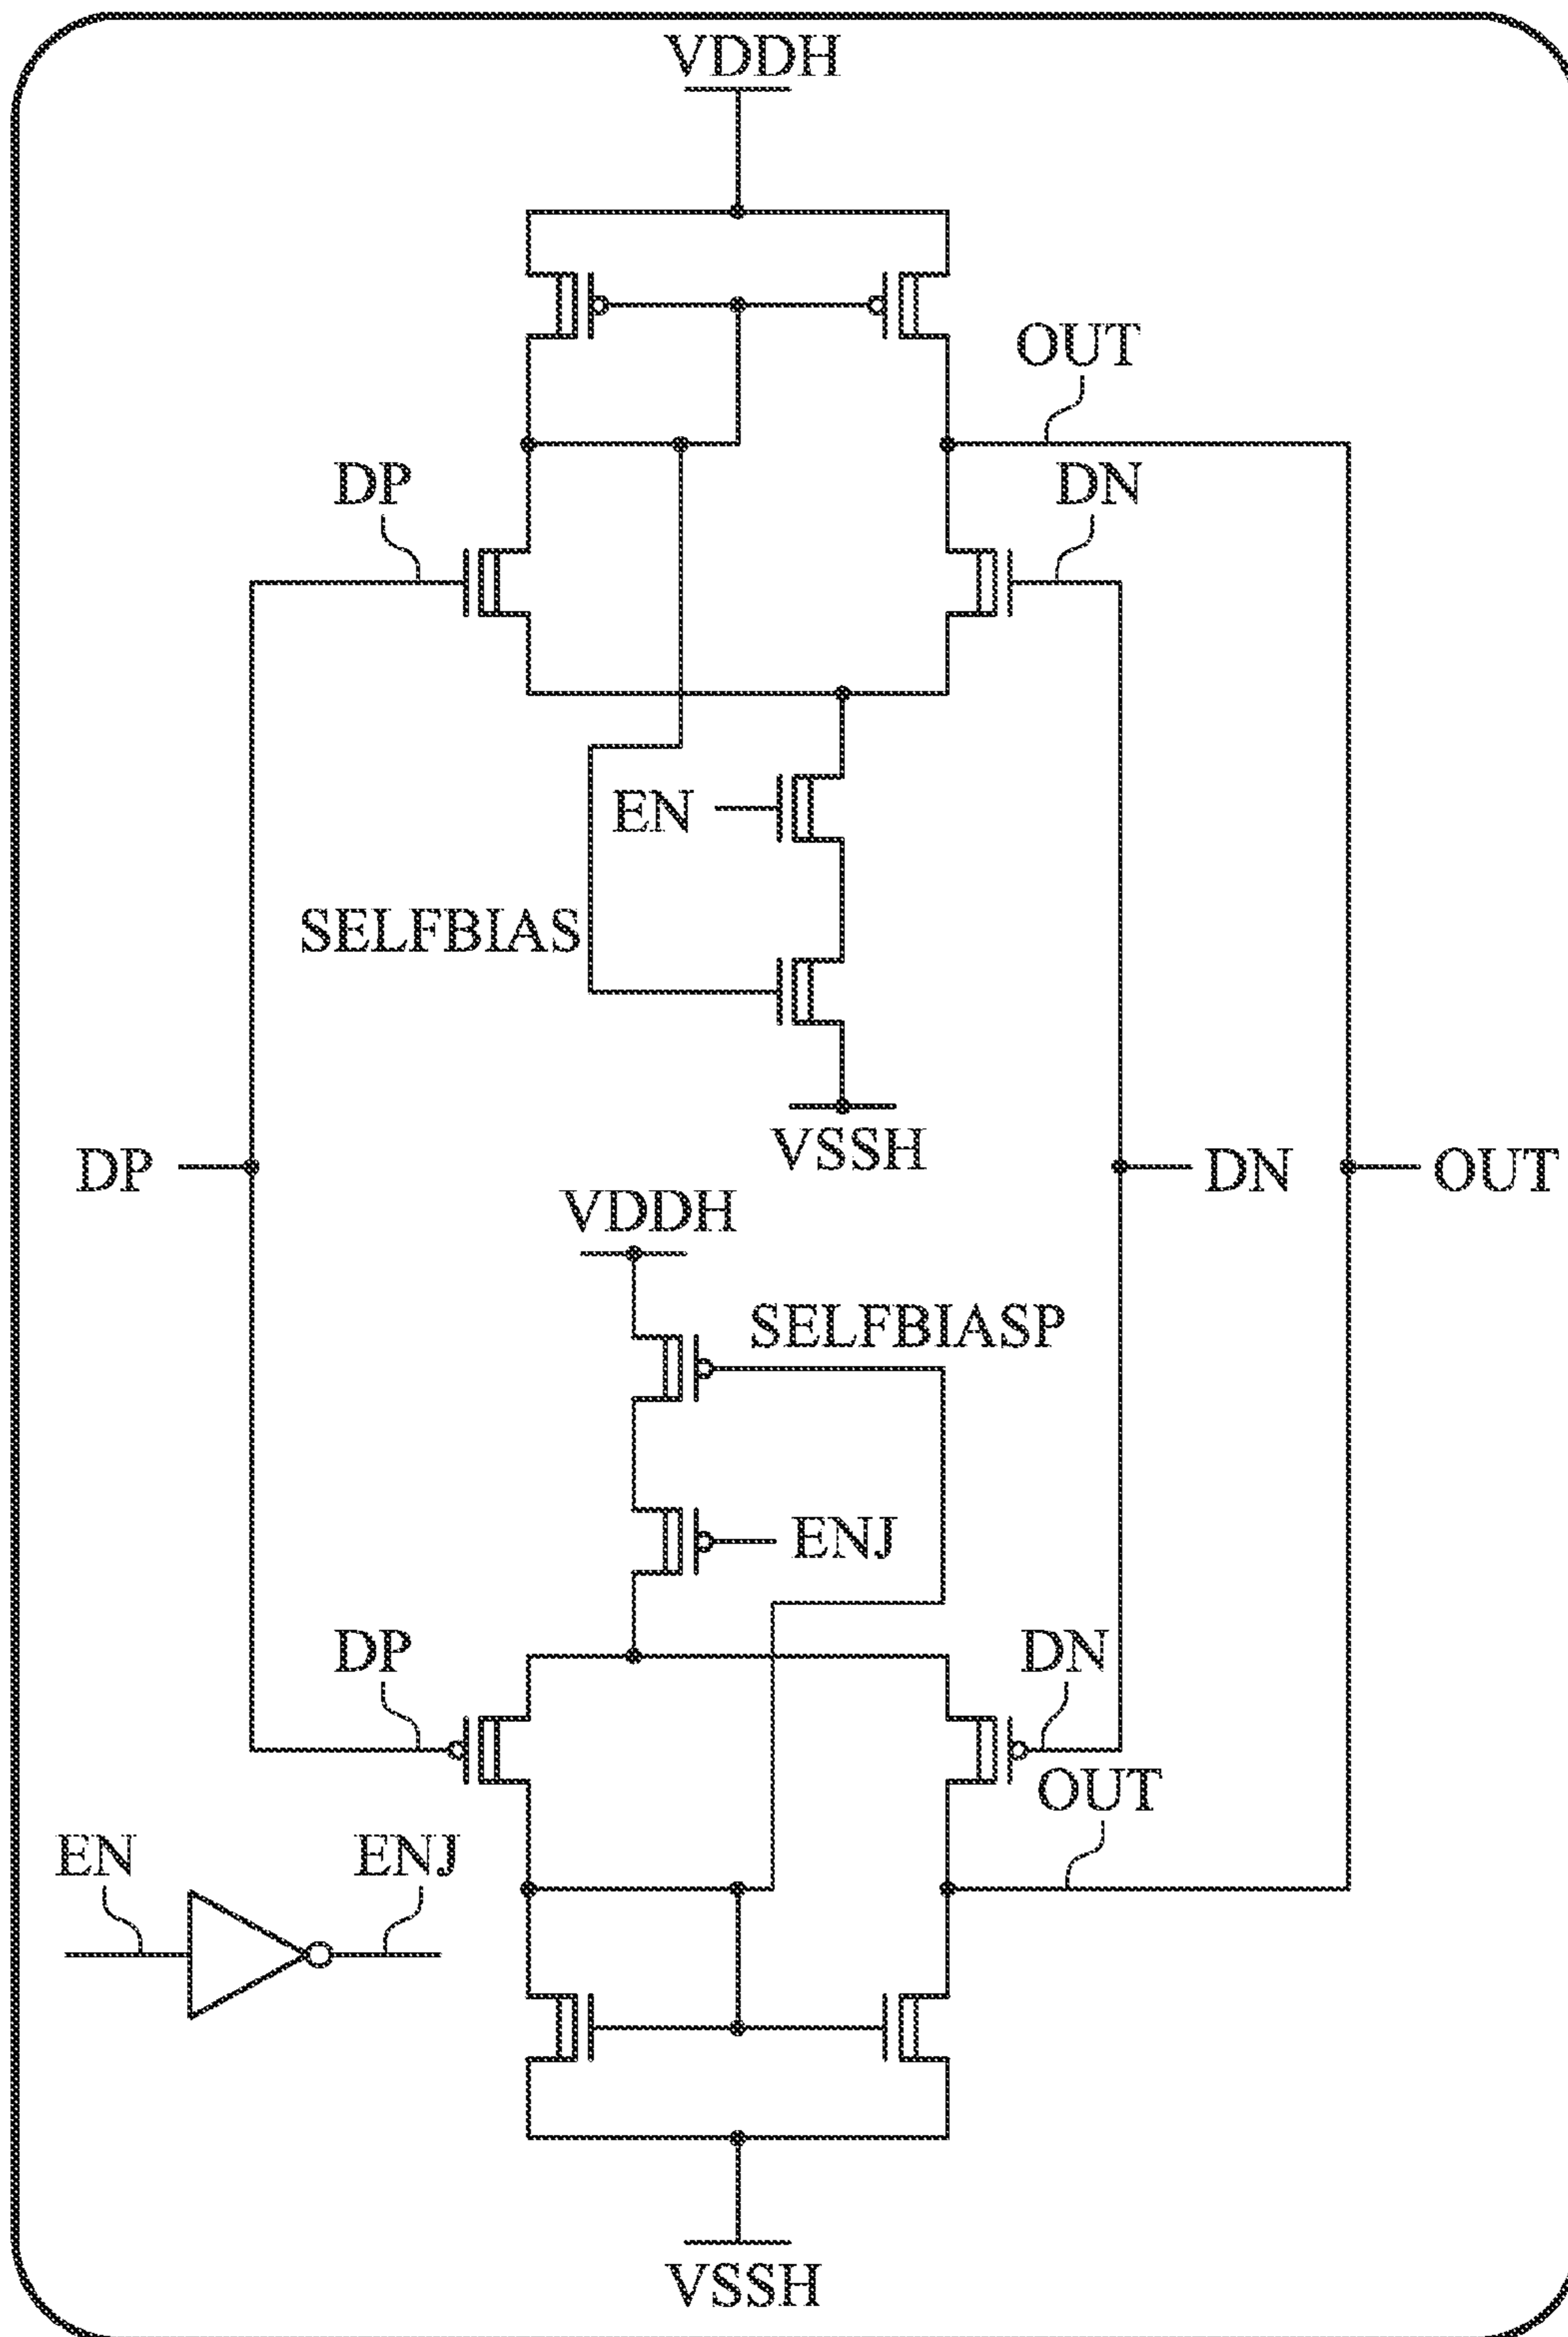 VDDH
OUT
DP
DN
EN
SELFBIAS
VSSH
DP
DN
OUT
VDDH
SELFBIASP
ENJ
DP
DN
OUT
EN
ENJ
VSSH